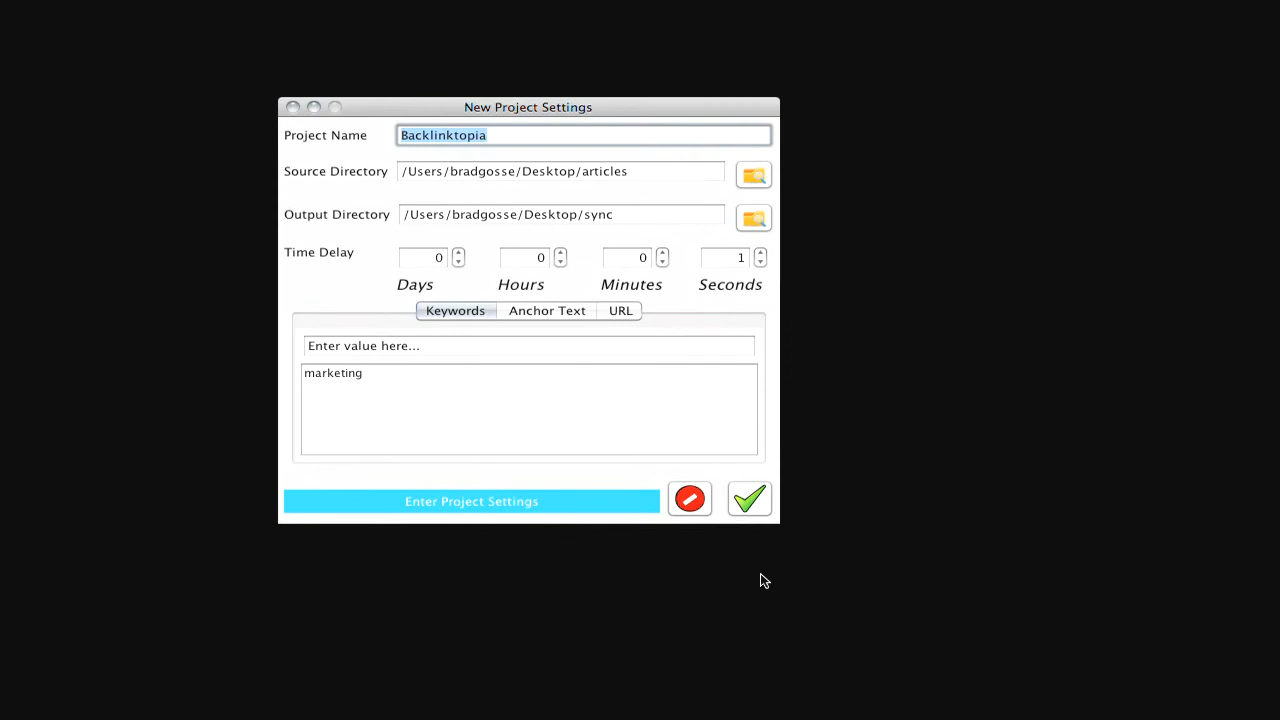 New Project Settings
Project Name Backlinktopia
Source Directory /Users/bradgosse/Desktop/articles
Output Directory /Users/bradgosse/Desktop/sync
Time Delay 0 0 0 1
Days Hours Minutes Seconds
Keywords Anchor Text URL
Enter value here...
marketing
Enter Project Settings